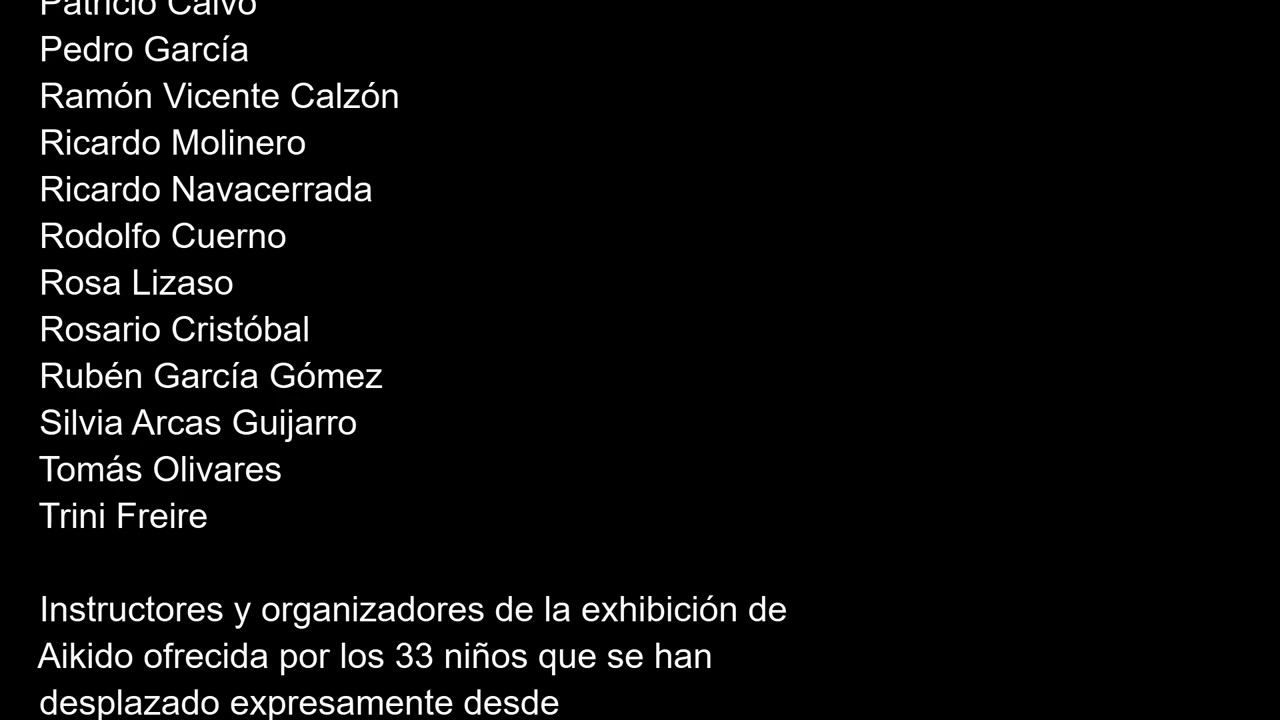 Patricio Calvo
Pedro García
Ramón Vicente Calzón
Ricardo Molinero
Ricardo Navacerrada
Rodolfo Cuerno
Rosa Lizaso
Rosario Cristóbal
Rubén García Gómez
Silvia Arcas Guijarro
Tomás Olivares
Trini Freire
Instructores y organizadores de la exhibición de
Aikido ofrecida por los 33 niños que se han
desplazado expresamente desde